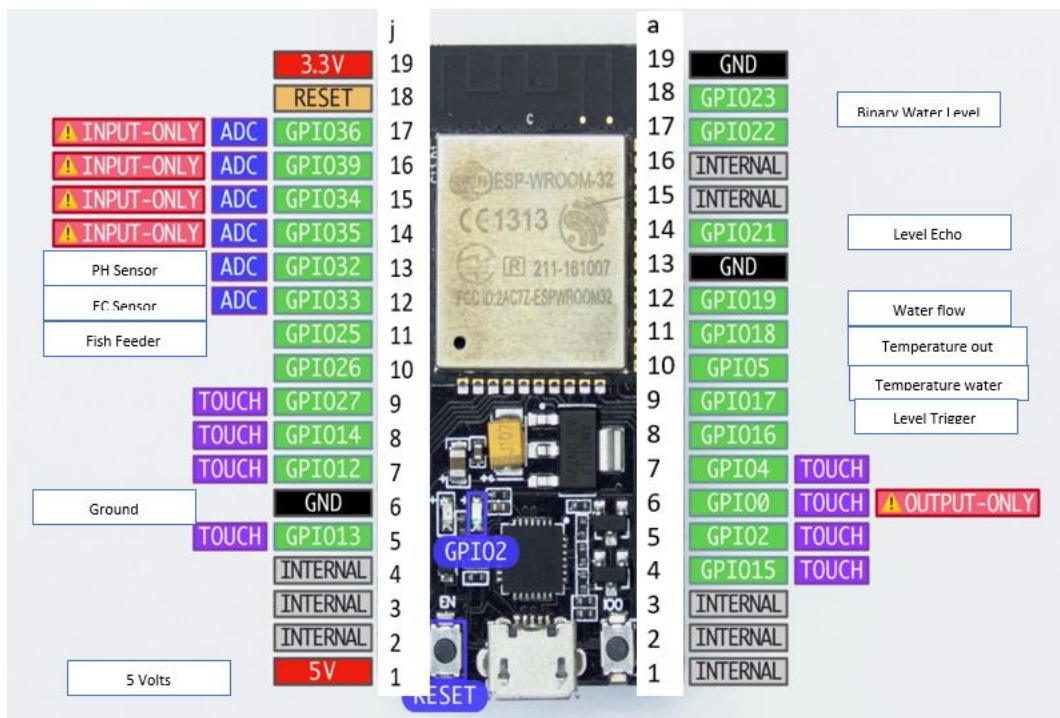 j a
3.3V 19 19 GND
RESET 18 18 GPIO23 Binary Water Level
INPUT-ONLY ADC GPIO36 17 17 GPIO22
INPUT-ONLY ADC GPIO39 16 16 INTERNAL
INPUT-ONLY ADC GPIO34 15 15 INTERNAL
INPUT-ONLY ADC GPIO35 14 14 GPIO21 Level Echo
PH Sensor ADC GPIO32 13 13 GND
EC Sensor ADC GPIO33 12 12 GPIO19 Water flow
Fish Feeder GPIO25 11 11 GPIO18 Temperature out
GPIO26 10 10 GPIO5 Temperature water
TOUCH GPIO27 9 9 GPIO17 Level Trigger
TOUCH GPIO14 8 8 GPIO16
TOUCH GPIO12 7 7 GPIO4 TOUCH
Ground GND 6 6 GPIO0 TOUCH OUTPUT-ONLY
TOUCH GPIO13 5 5 GPIO2 TOUCH
INTERNAL 4 4 GPIO15 TOUCH
INTERNAL 3 3 INTERNAL
INTERNAL 2 2 INTERNAL
5 Volts 5V 1 1 INTERNAL
C
ESP-WROOM-32
CE1313
R 211-161007
FCC ID:2AC7Z-ESPWROOM32
GPIO2
EN
RESET